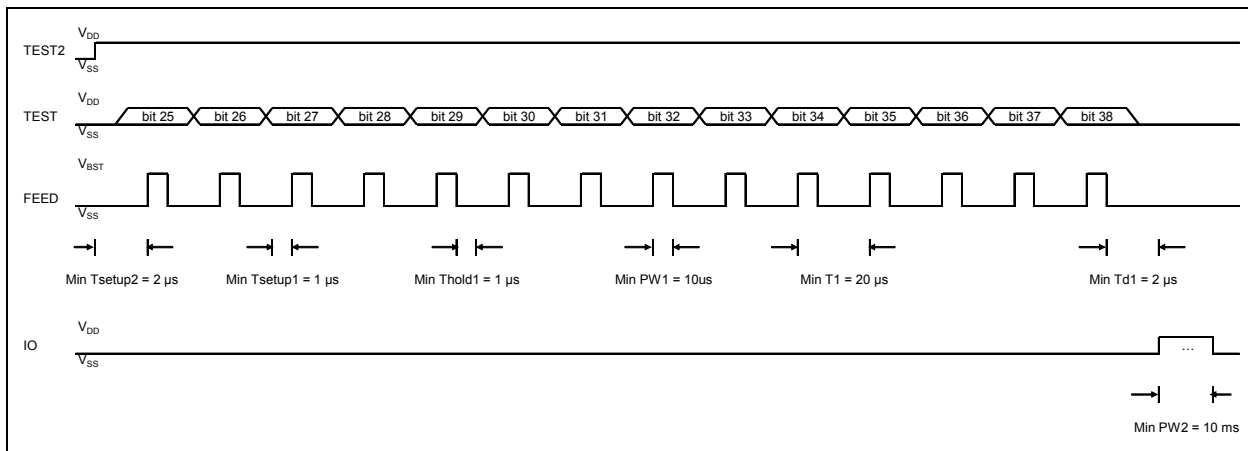 V_DD
TEST2
V_SS
V_DD
TEST bit 25 bit 26 bit 27 bit 28 bit 29 bit 30 bit 31 bit 32 bit 33 bit 34 bit 35 bit 36 bit 37 bit 38
V_SS
V_BST
FEED
V_SS
Min Tsetup2 = 2 µs Min Tsetup1 = 1 µs Min Thold1 = 1 µs Min PW1 = 10us Min T1 = 20 µs Min Td1 = 2 µs
V_DD
IO ...
V_SS
Min PW2 = 10 ms